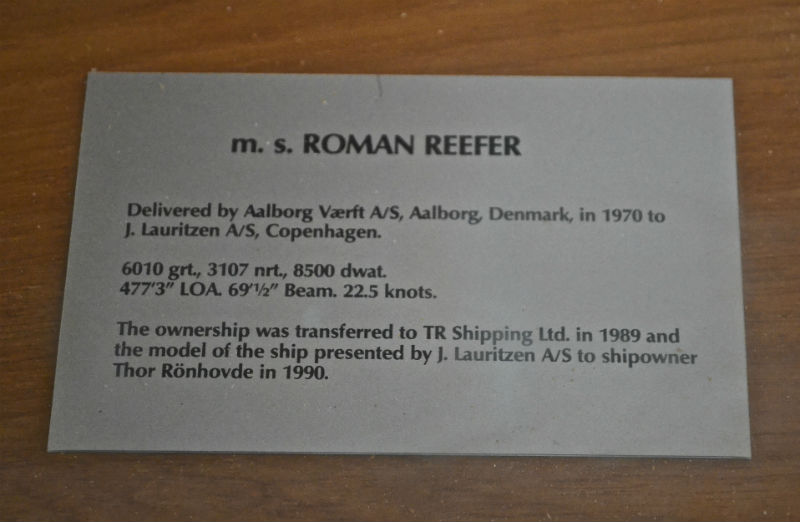 m. s. ROMAN REEFER
Delivered by Aalborg Værft A/S, Aalborg, Denmark, in 1970 to
J. Lauritzen A/S, Copenhagen.
6010 grt., 3107 nrt., 8500 dwat.
477'3" LOA. 69'½" Beam. 22.5 knots.
The ownership was transferred to TR Shipping Ltd. in 1989 and
the model of the ship presented by J. Lauritzen A/S to shipowner
Thor Rönhovde in 1990.